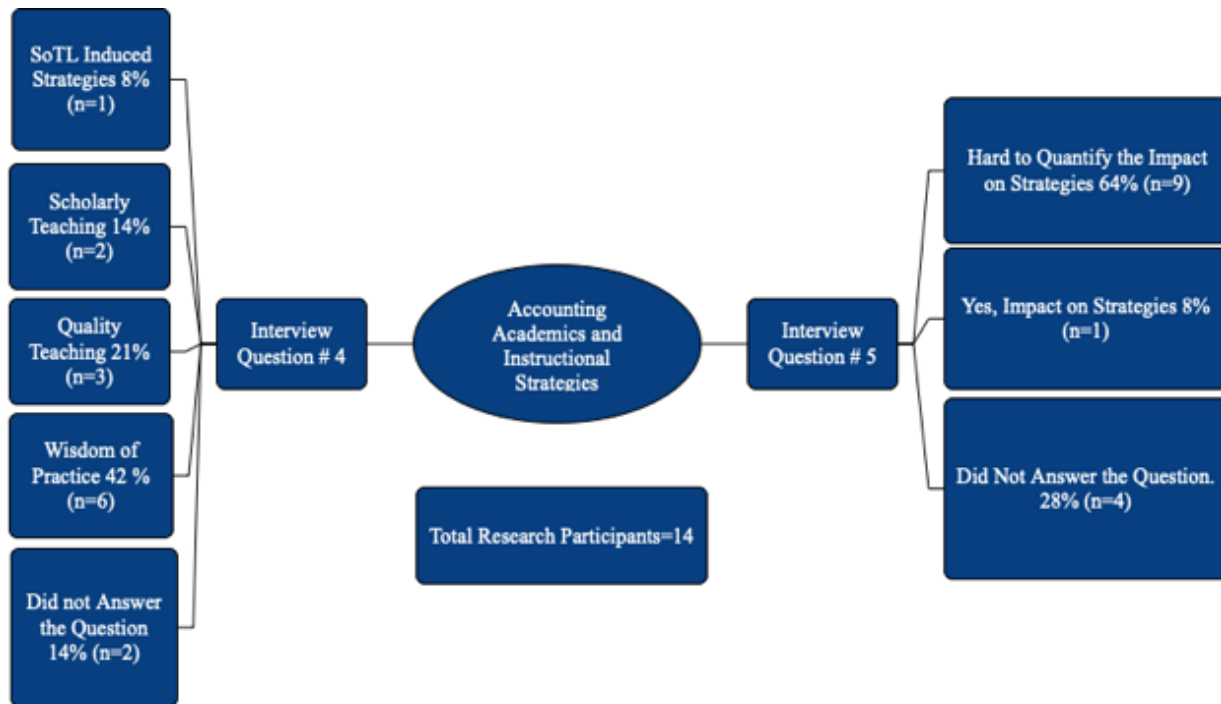 SoTL Induced
Strategies 8%
(n=1)
Scholarly
Teaching 14%
(n=2)
Quality
Teaching 21%
(n=3)
Wisdom of
Practice 42 %
(n=6)
Did not Answer
the Question
14% (n=2)
Interview
Question # 4
Accounting
Academics and
Instructional
Strategies
Total Research Participants=14
Interview
Question # 5
Hard to Quantify the Impact
on Strategies 64% (n=9)
Yes, Impact on Strategies 8%
(n=1)
Did Not Answer the Question.
28% (n=4)